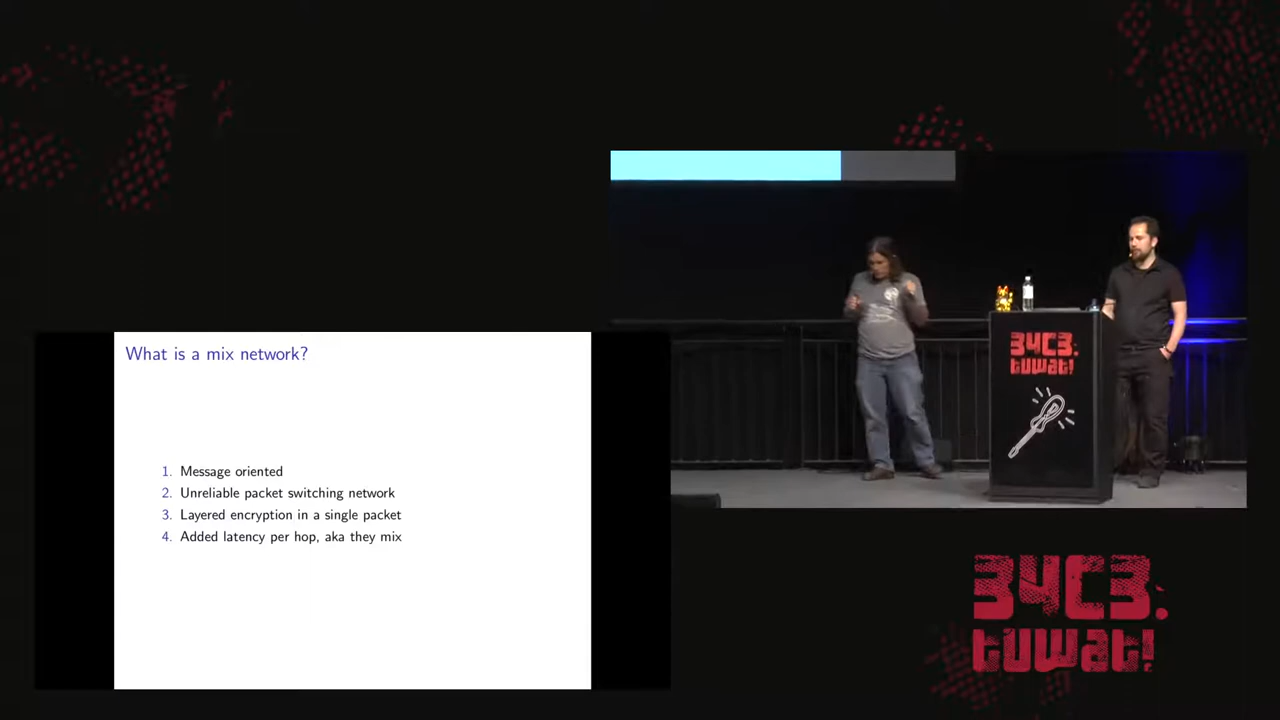 What is a mix network?
1. Message oriented
2. Unreliable packet switching network
3. Layered encryption in a single packet
4. Added latency per hop, aka they mix
34C3.
tuwat!
34C3.
tuwat!